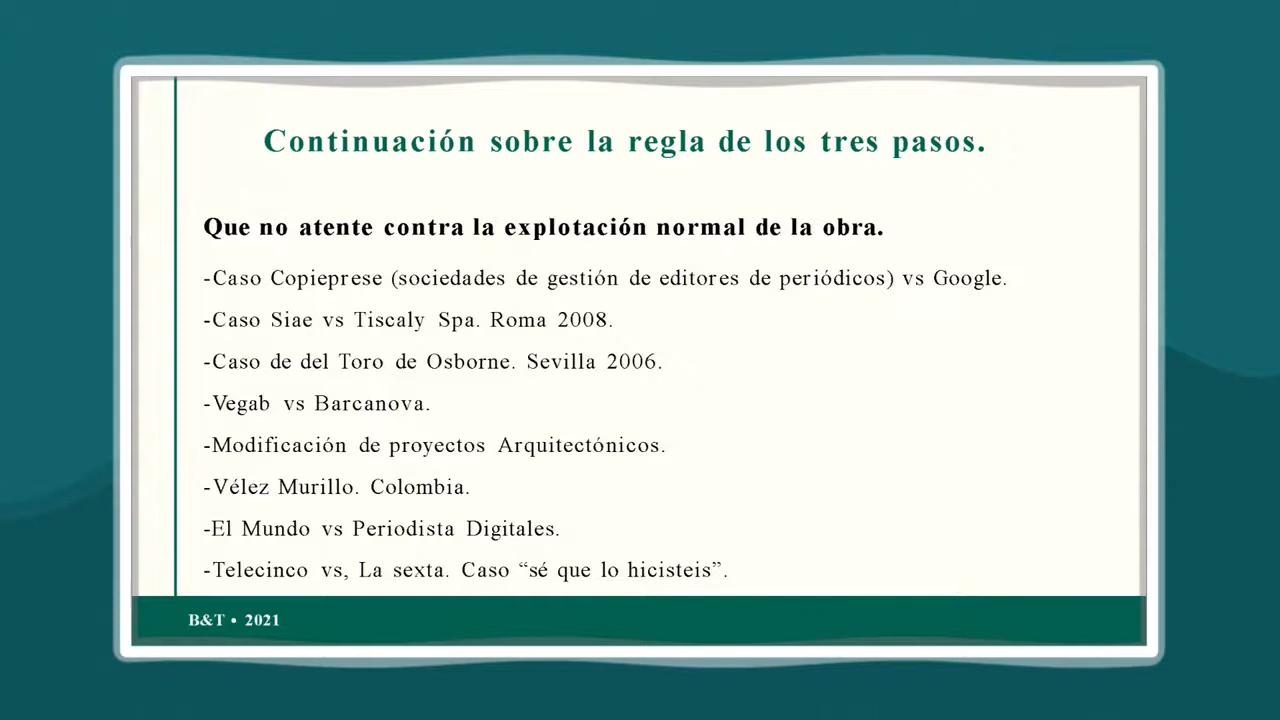 Continuación sobre la regla de los tres pasos.
Que no atente contra la explotación normal de la obra.
-Caso Copieprese (sociedades de gestión de editores de periódicos) vs Google.
-Caso Siae vs Tiscaly Spa. Roma 2008.
-Caso de del Toro de Osborne. Sevilla 2006.
-Vegab vs Barcanova.
-Modificación de proyectos Arquitectónicos.
-Vélez Murillo. Colombia.
-El Mundo vs Periodista Digitales.
-Telecinco vs, La sexta. Caso “sé que lo hicisteis”.
B&T • 2021